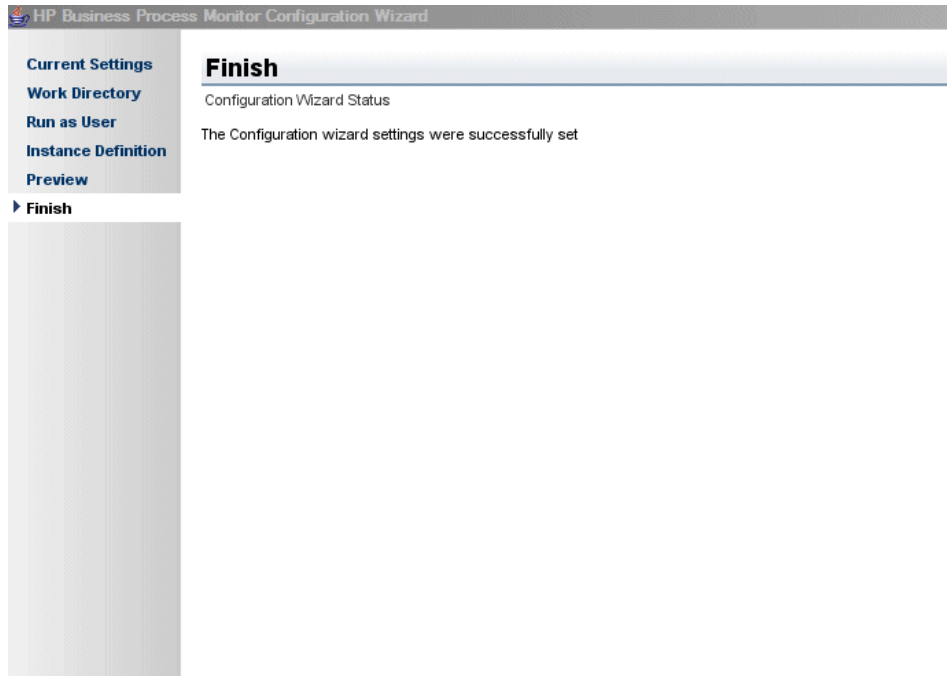 HP Business Process Monitor Configuration Wizard
Current Settings
Work Directory
Run as User
Instance Definition
Preview
Finish
Finish
Configuration Wizard Status
The Configuration wizard settings were successfully set